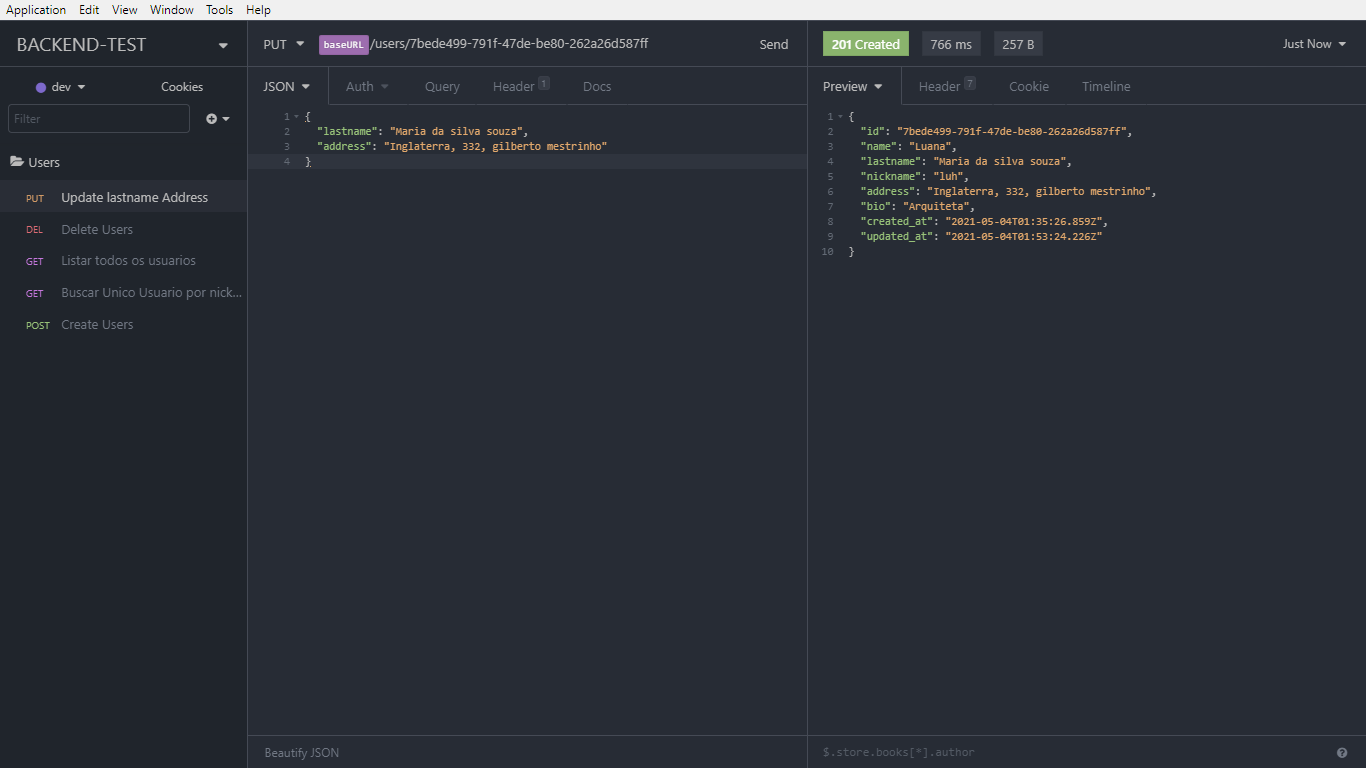 Application Edit View Window Tools Help
BACKEND-TEST
dev Cookies
Filter
Users
PUT Update lastname Address
DEL Delete Users
GET Listar todos os usuarios
GET Buscar Unico Usuario por nick...
POST Create Users
PUT baseURL/users/7bede499-791f-47de-be80-262a26d587ff Send
JSON Auth Query Header 1 Docs
1 {
2 "lastname": "Maria da silva souza",
3 "address": "Inglaterra, 332, gilberto mestrinho"
4 }
Beautify JSON
201 Created 766 ms 257 B Just Now
Preview Header 7 Cookie Timeline
1 {
2 "id": "7bede499-791f-47de-be80-262a26d587ff",
3 "name": "Luana",
4 "lastname": "Maria da silva souza",
5 "nickname": "luh",
6 "address": "Inglaterra, 332, gilberto mestrinho",
7 "bio": "Arquiteta",
8 "created_at": "2021-05-04T01:35:26.859Z",
9 "updated_at": "2021-05-04T01:53:24.226Z"
10 }
$.store.books[*].author